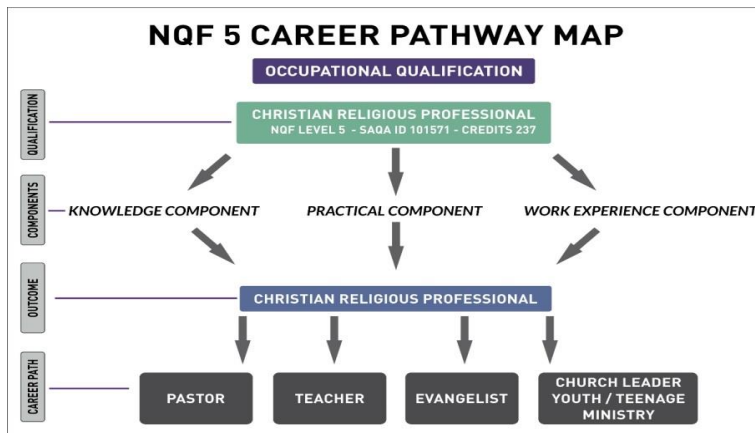 NQF 5 CAREER PATHWAY MAP
OCCUPATIONAL QUALIFICATION
QUALIFICATION
CHRISTIAN RELIGIOUS PROFESSIONAL
NQF LEVEL 5 - SAQA ID 101571 - CREDITS 237
COMPONENTS
KNOWLEDGE COMPONENT
PRACTICAL COMPONENT
WORK EXPERIENCE COMPONENT
OUTCOME
CHRISTIAN RELIGIOUS PROFESSIONAL
CAREER PATH
PASTOR
TEACHER
EVANGELIST
CHURCH LEADER
YOUTH / TEENAGE
MINISTRY